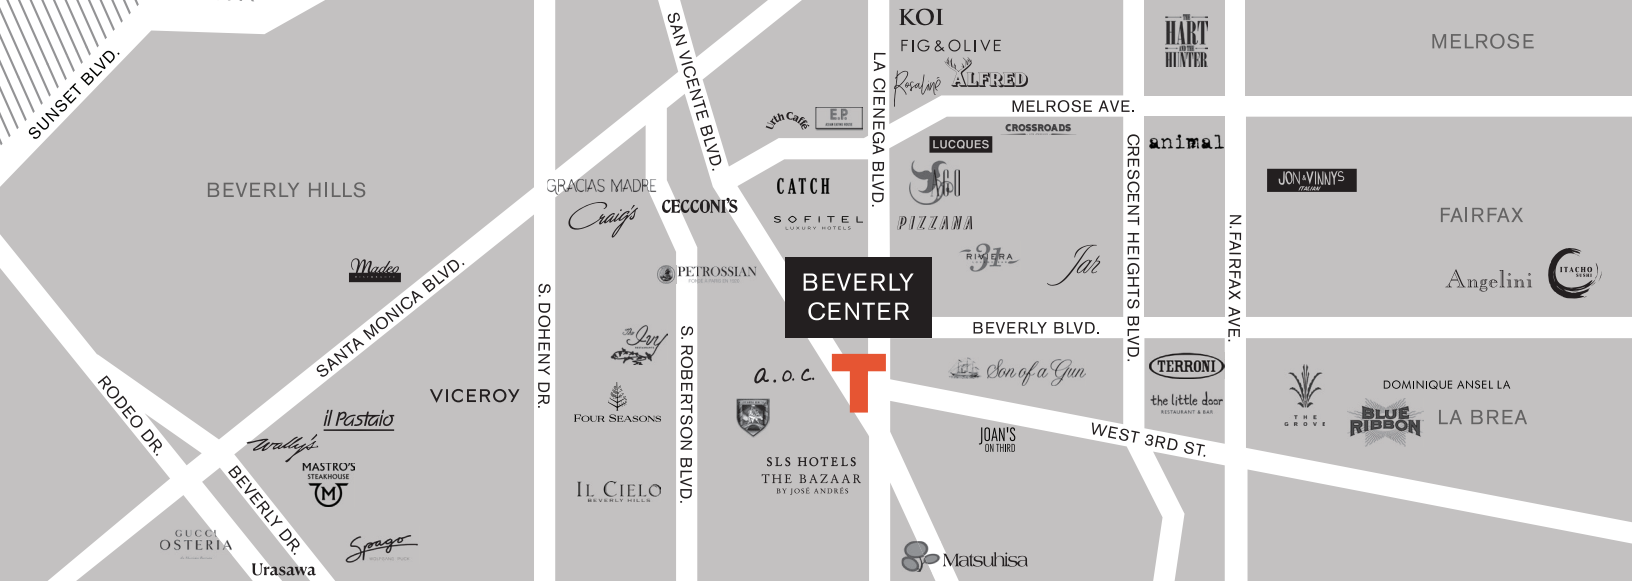 SUNSET BLVD.
BEVERLY HILLS
Madeo
SANTA MONICA BLVD.
RODEO DR.
VICEROY
il Pastaio
Wally's
MASTRO'S
STEAKHOUSE
M
BEVERLY DR.
GUCCI
OSTERIA
Spago
Urasawa
S. DOHENY DR.
SAN VICENTE BLVD.
GRACIAS MADRE
Craig's
CECCONI'S
PETROSSIAN
The Ivy
FOUR SEASONS
IL CIELO
BEVERLY HILLS
S. ROBERTSON BLVD.
Urth Caffé
E.P.
CATCH
SOFITEL
LUXURY HOTELS
BEVERLY
CENTER
T
a.o.c.
SLS HOTELS
THE BAZAAR
BY JOSÉ ANDRÉS
LA CIENEGA BLVD.
KOI
FIG & OLIVE
Rosaliné
ALFRED
MELROSE AVE.
CROSSROADS
LUCQUES
AGO
PIZZANA
RIVIERA
31
Jar
BEVERLY BLVD.
Son of a Gun
JOAN'S
ON THIRD
WEST 3RD ST.
Matsuhisa
CRESCENT HEIGHTS BLVD.
THE
HART
AND THE
HUNTER
animal
TERRONI
the little door
RESTAURANT & BAR
N.FAIRFAX AVE.
MELROSE
JON & VINNY'S
ITALIAN
FAIRFAX
Angelini
ITACHO
SUSHI
THE
GROVE
DOMINIQUE ANSEL LA
BLUE
RIBBON
LA BREA